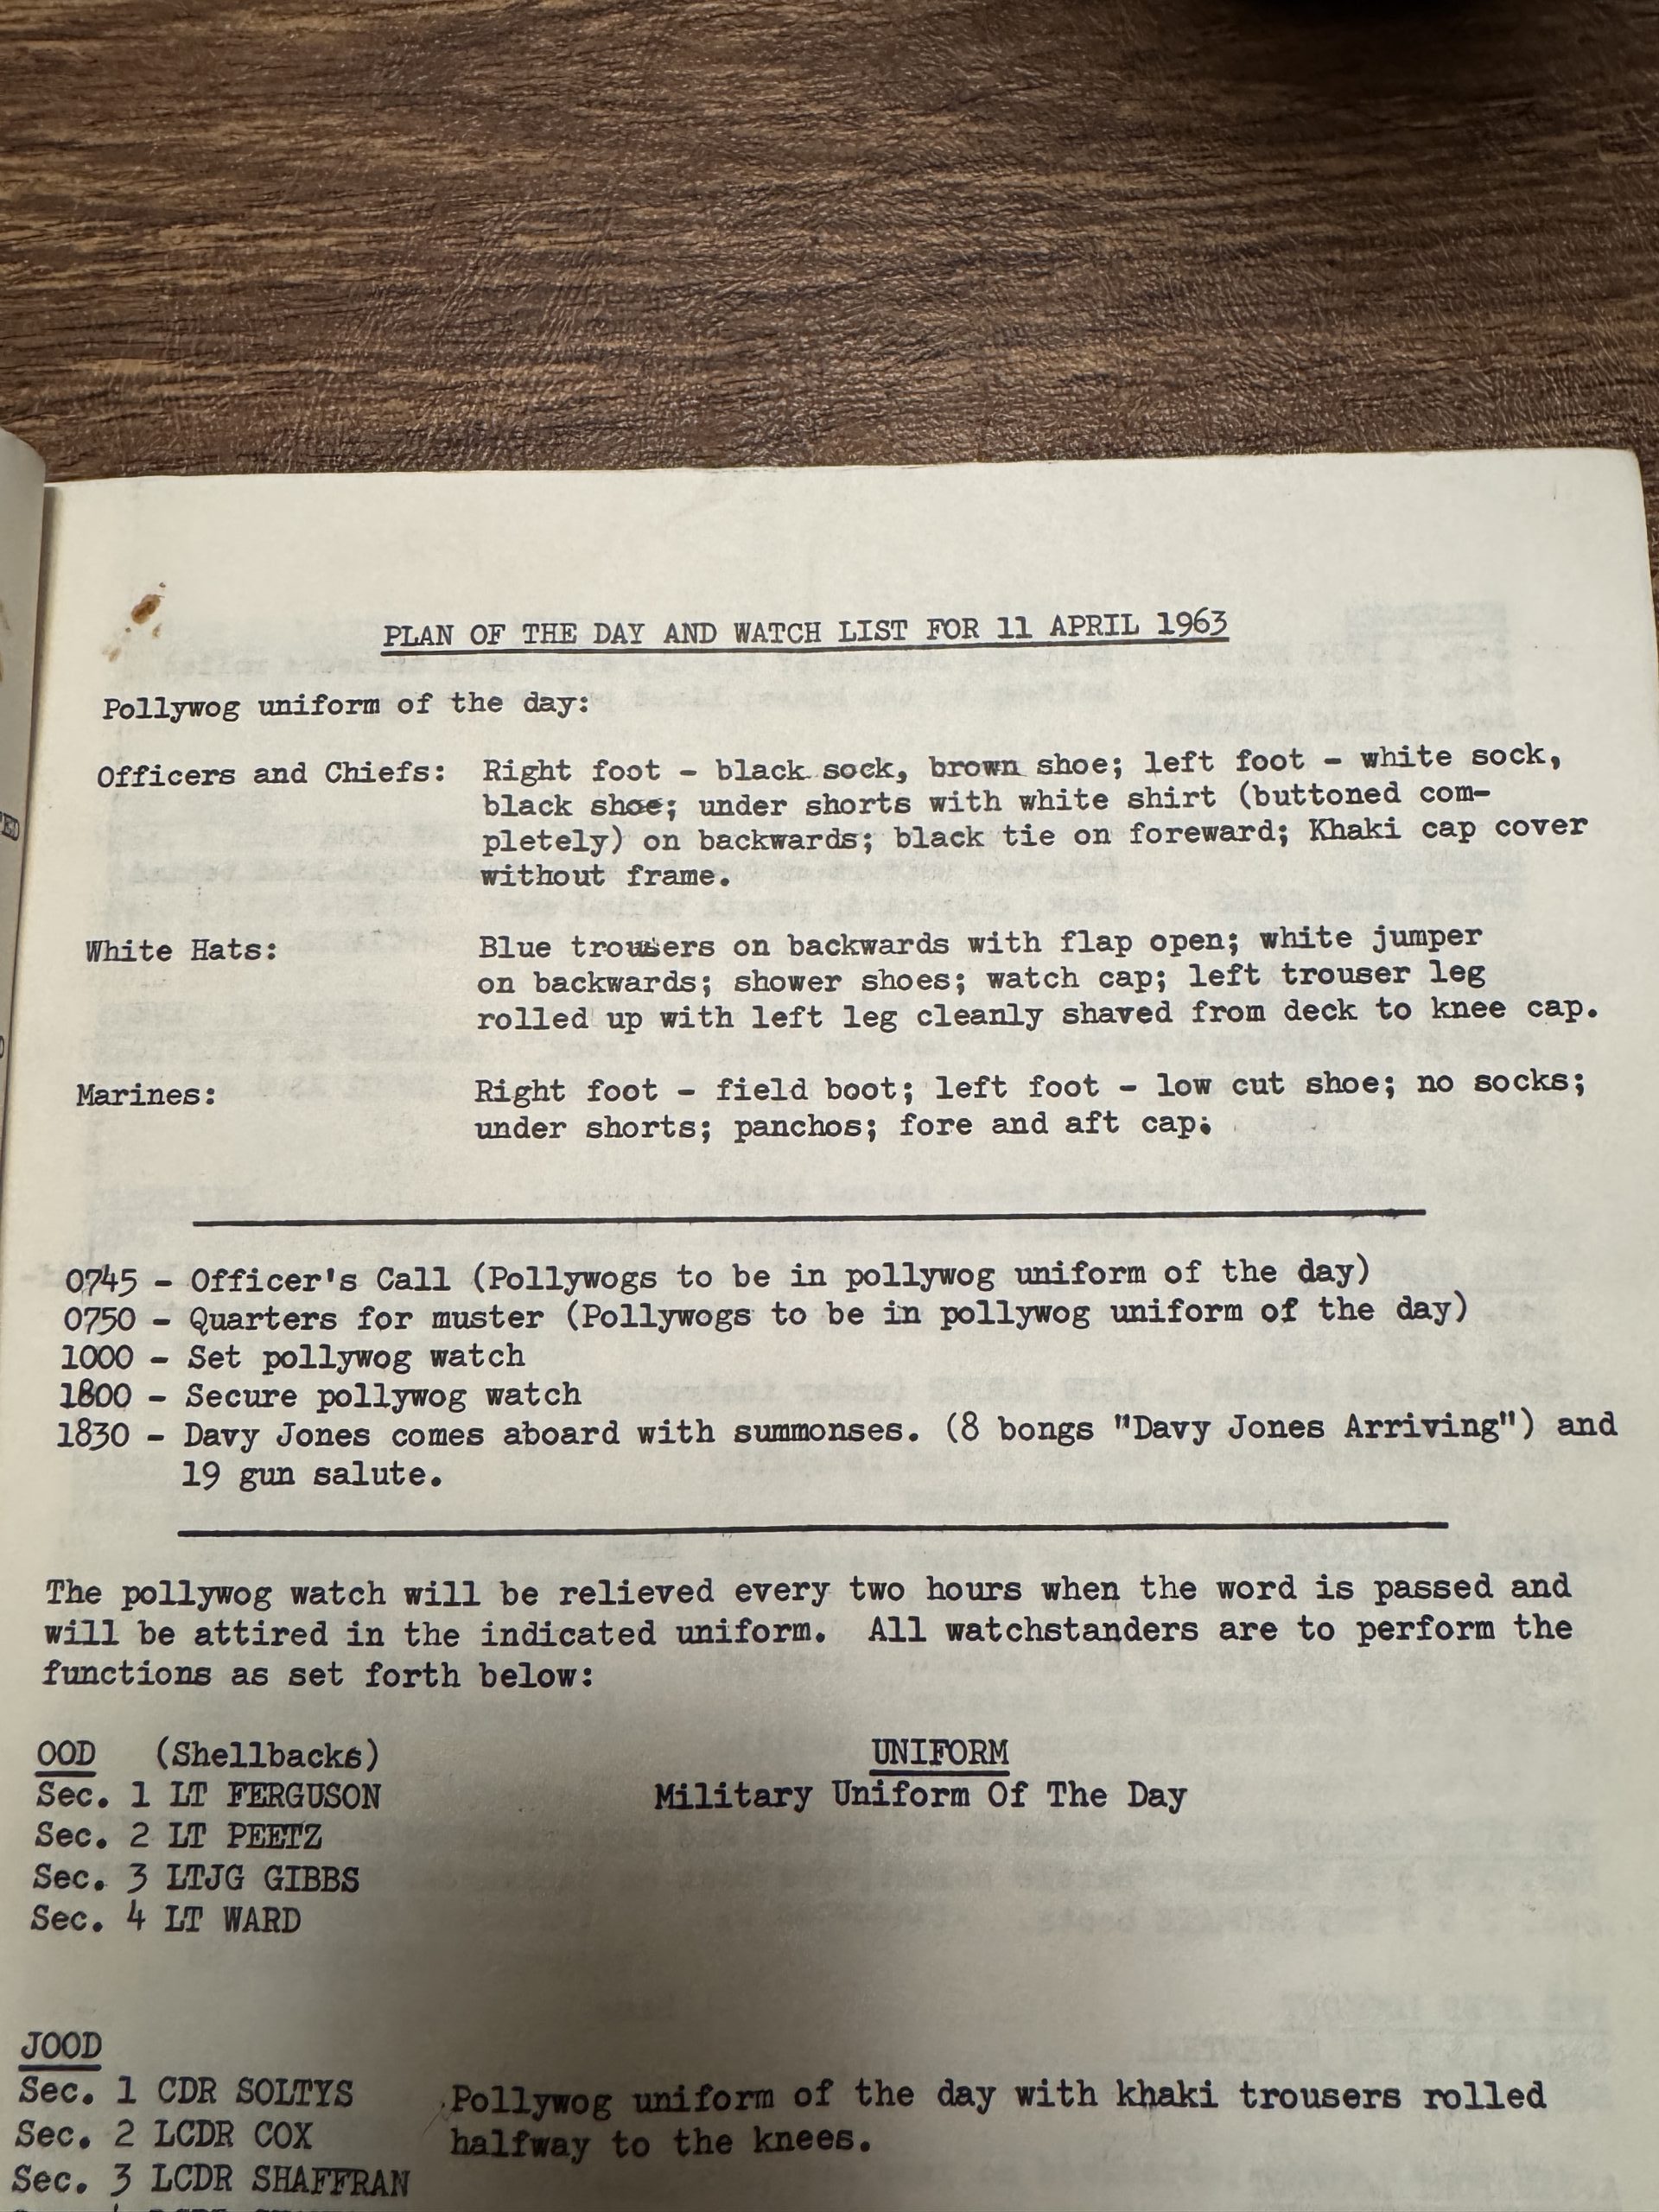 PLAN OF THE DAY AND WATCH LIST FOR 11 APRIL 1963
Pollywog uniform of the day:
Officers and Chiefs: Right foot - black sock, brown shoe; left foot - white sock,
black shoe; under shorts with white shirt (buttoned com-
pletely) on backwards; black tie on foreward; Khaki cap cover
without frame.
White Hats: Blue trousers on backwards with flap open; white jumper
on backwards; shower shoes; watch cap; left trouser leg
rolled up with left leg cleanly shaved from deck to knee cap.
Marines: Right foot - field boot; left foot - low cut shoe; no socks;
under shorts; panchos; fore and aft cap.
0745 - Officer's Call (Pollywogs to be in pollywog uniform of the day)
0750 - Quarters for muster (Pollywogs to be in pollywog uniform of the day)
1000 - Set pollywog watch
1800 - Secure pollywog watch
1830 - Davy Jones comes aboard with summonses. (8 bongs "Davy Jones Arriving") and
19 gun salute.
The pollywog watch will be relieved every two hours when the word is passed and
will be attired in the indicated uniform. All watchstanders are to perform the
functions as set forth below:
OOD (Shellbacks) UNIFORM
Sec. 1 LT FERGUSON Military Uniform Of The Day
Sec. 2 LT PEETZ
Sec. 3 LTJG GIBBS
Sec. 4 LT WARD
JOOD
Sec. 1 CDR SOLTYS Pollywog uniform of the day with khaki trousers rolled
Sec. 2 LCDR COX halfway to the knees.
Sec. 3 LCDR SHAFFRAN